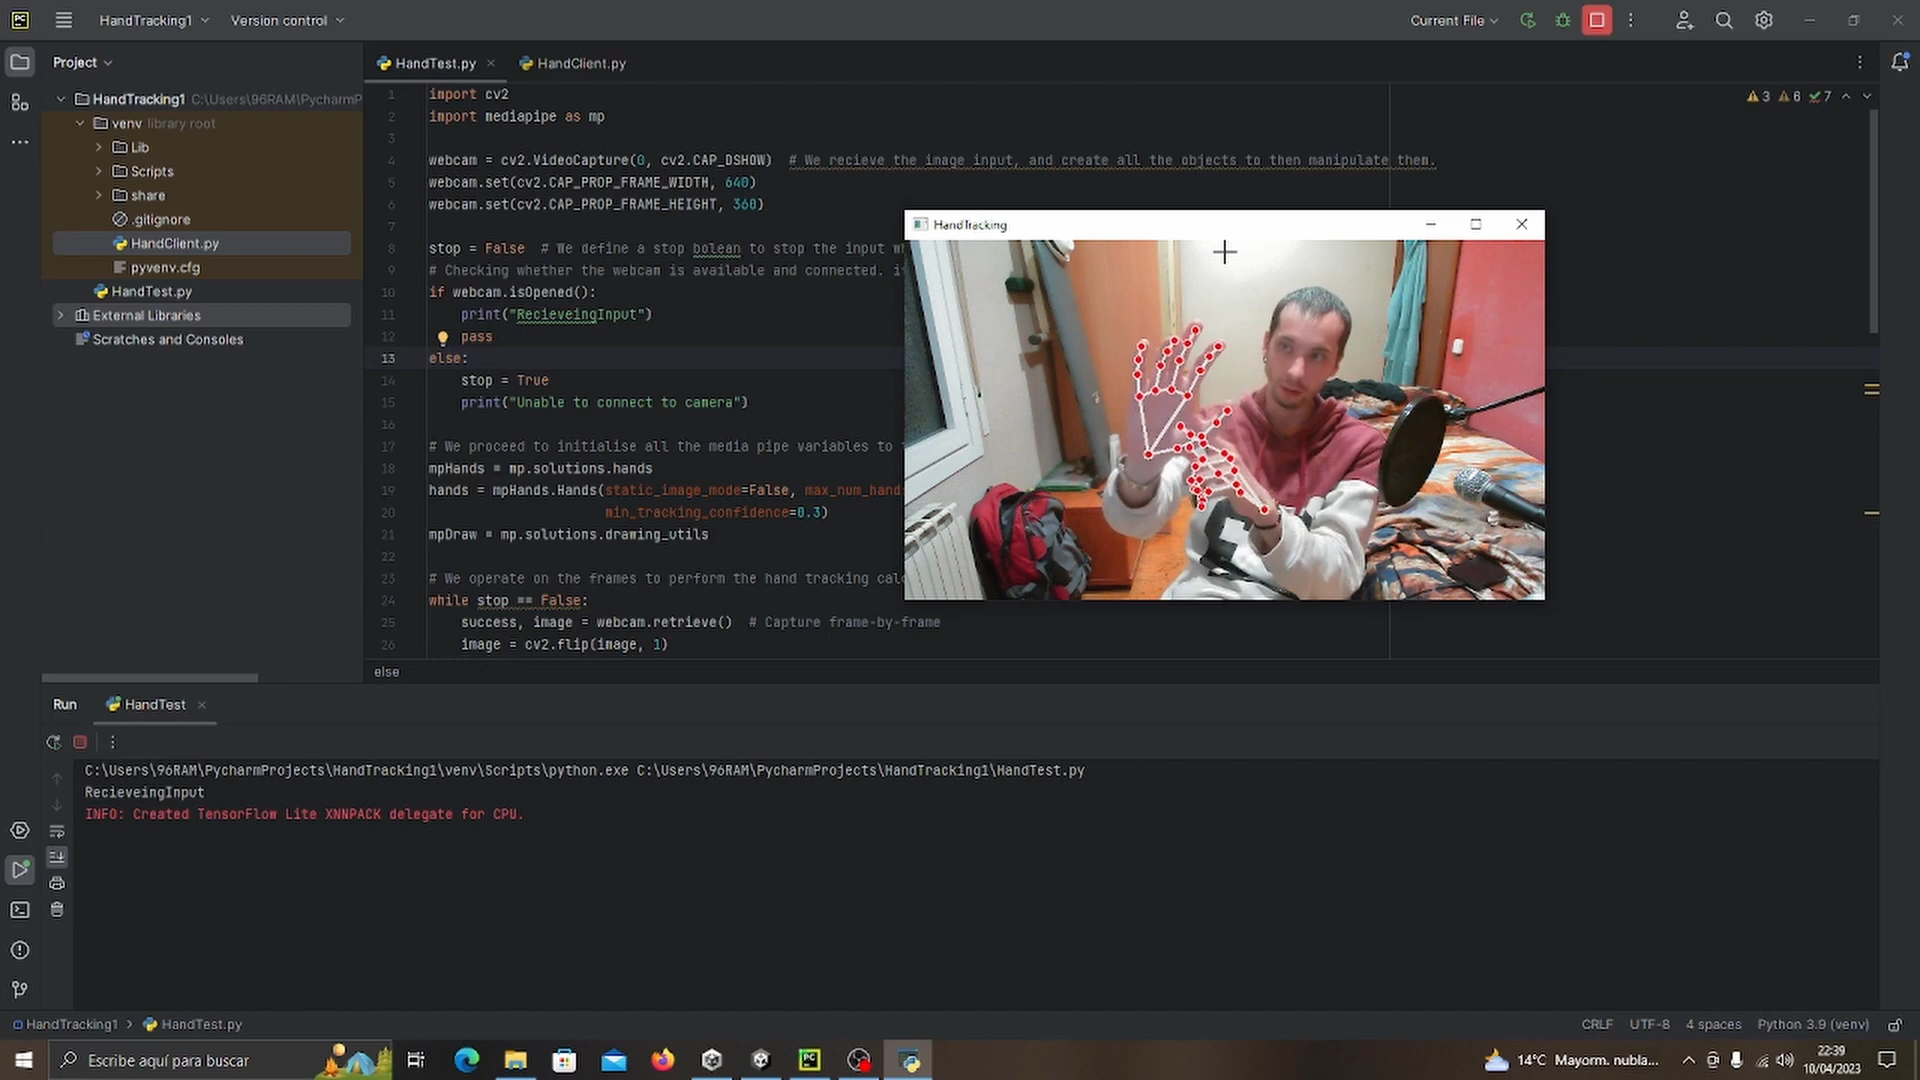 HandTracking1
Version control
Current File
Project
HandTest.py
HandClient.py
HandTracking1 C:\Users\96RAM\PycharmP
venv library root
Lib
Scripts
share
.gitignore
HandClient.py
pyvenv.cfg
HandTest.py
External Libraries
Scratches and Consoles
3 6 7
1 import cv2
2 import mediapipe as mp
3
4 webcam = cv2.VideoCapture(0, cv2.CAP_DSHOW) # We recieve the image input, and create all the objects to then manipulate them.
5 webcam.set(cv2.CAP_PROP_FRAME_WIDTH, 640)
6 webcam.set(cv2.CAP_PROP_FRAME_HEIGHT, 360)
7
8 stop = False # We define a stop bolean to stop the input w
9 # Checking whether the webcam is available and connected. i
10 if webcam.isOpened():
11 print("RecieveingInput")
12 pass
13 else:
14 stop = True
15 print("Unable to connect to camera")
16
17 # We proceed to initialise all the media pipe variables to
18 mpHands = mp.solutions.hands
19 hands = mpHands.Hands(static_image_mode=False, max_num_hand
20 min_tracking_confidence=0.3)
21 mpDraw = mp.solutions.drawing_utils
22
23 # We operate on the frames to perform the hand tracking calc
24 while stop == False:
25 success, image = webcam.retrieve() # Capture frame-by-frame
26 image = cv2.flip(image, 1)
else
HandTracking
Run
HandTest
C:\Users\96RAM\PycharmProjects\HandTracking1\venv\Scripts\python.exe C:\Users\96RAM\PycharmProjects\HandTracking1\HandTest.py
RecieveingInput
INFO: Created TensorFlow Lite XNNPACK delegate for CPU.
HandTracking1 > HandTest.py
CRLF UTF-8 4 spaces Python 3.9 (venv)
Escribe aquí para buscar
14°C Mayorm. nubla...
22:39
10/04/2023